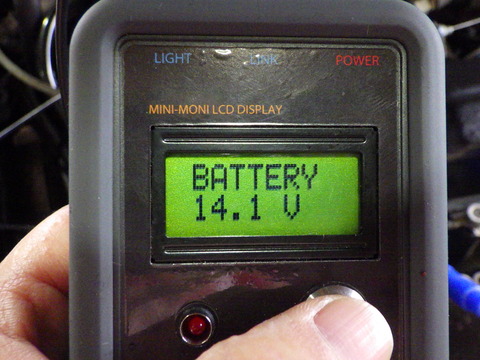 LIGHT LINK POWER
MINI-MONI LCD DISPLAY
BATTERY
14.1 V